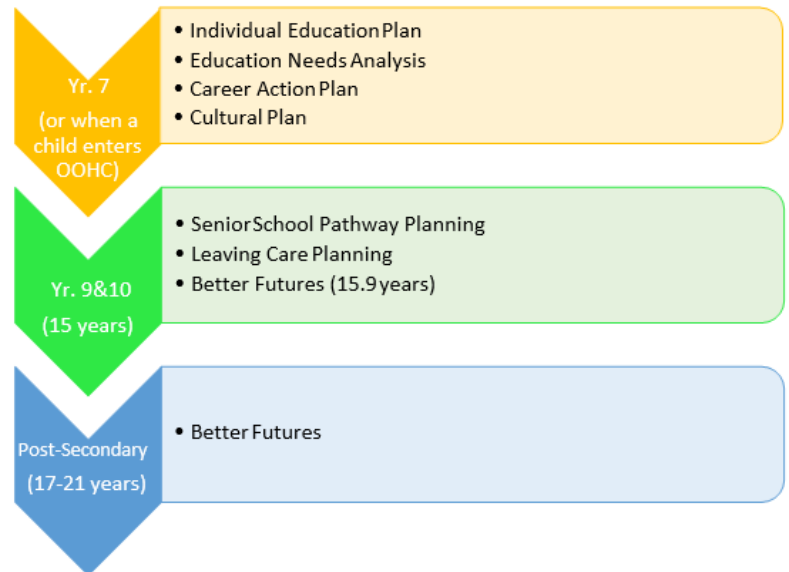 Yr. 7
(or when a
child enters
OOHC)
• Individual Education Plan
• Education Needs Analysis
• Career Action Plan
• Cultural Plan
Yr. 9&10
(15 years)
• Senior School Pathway Planning
• Leaving Care Planning
• Better Futures (15.9 years)
Post-Secondary
(17-21 years)
• Better Futures